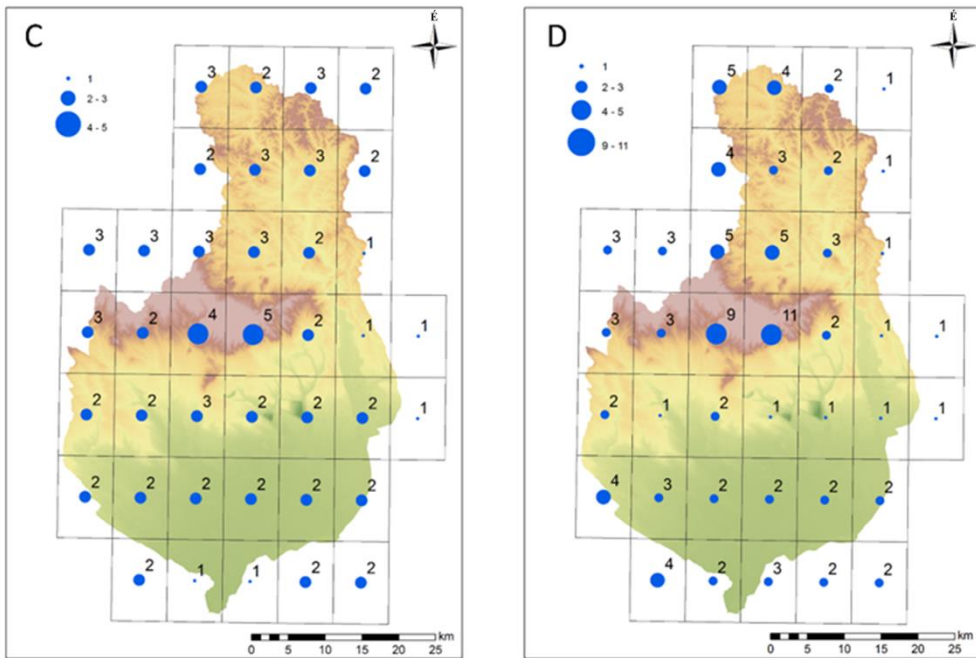 C
É
1
2 - 3
4 - 5
3 2 3 2
2 3 3 2
3 3 3 3 2 1
3 2 4 5 2 1 1
2 2 3 2 2 2 1
2 2 2 2 2 2
2 1 1 2 2
km
0 5 10 15 20 25
D
É
1
2 - 3
4 - 5
9 - 11
5 4 2 1
4 3 2 1
3 3 5 5 3 1
3 3 9 11 2 1 1
2 1 2 1 1 1 1
4 3 2 2 2 2
4 2 3 2 2
km
0 5 10 15 20 25